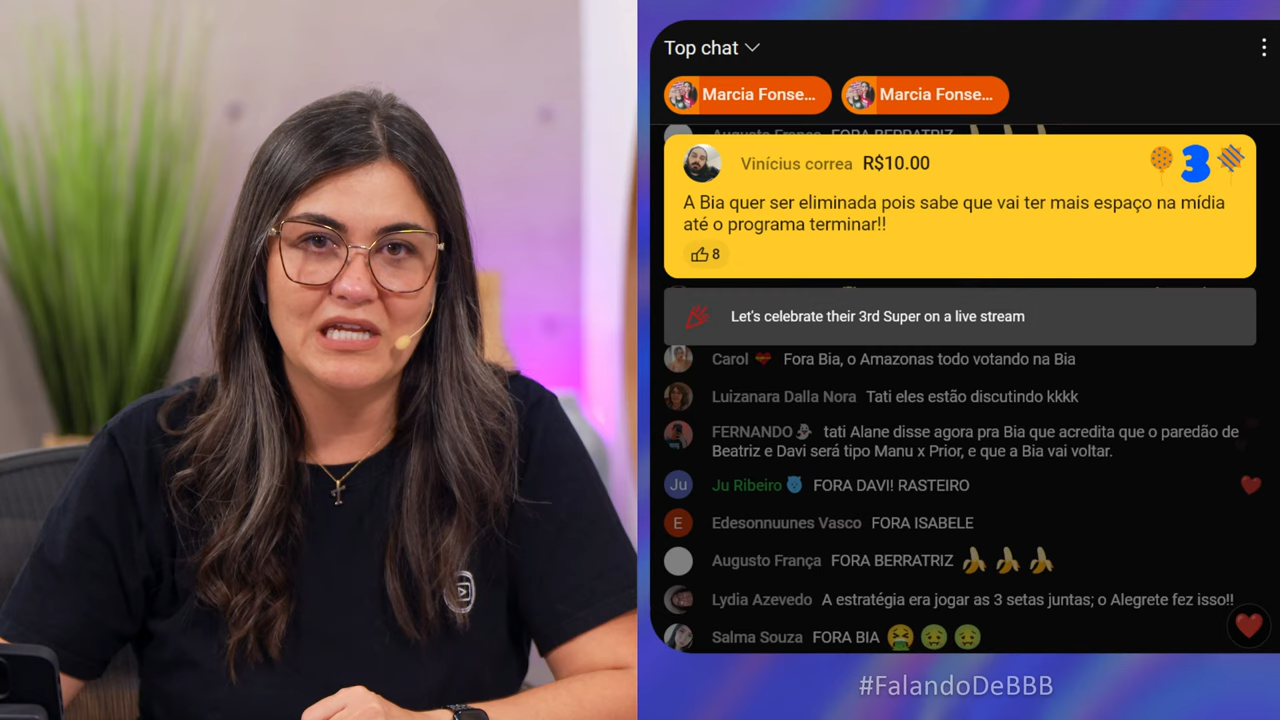 Top chat
Marcia Fonse... Marcia Fonse...
Augusto França FORA BERRATRIZ
Vinícius correa R$10.00
3
A Bia quer ser eliminada pois sabe que vai ter mais espaço na mídia
até o programa terminar!!
8
Let's celebrate their 3rd Super on a live stream
Carol Fora Bia, o Amazonas todo votando na Bia
Luizanara Dalla Nora Tati eles estão discutindo kkkk
FERNANDO tati Alane disse agora pra Bia que acredita que o paredão de
Beatriz e Davi será tipo Manu x Prior, e que a Bia vai voltar.
Ju Ju Ribeiro FORA DAVI! RASTEIRO
E Edesonnuunes Vasco FORA ISABELE
Augusto França FORA BERRATRIZ
Lydia Azevedo A estratégia era jogar as 3 setas juntas; o Alegrete fez isso!!
Salma Souza FORA BIA
#FalandoDeBBB